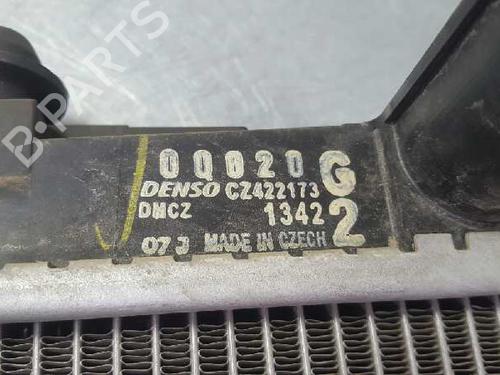 B-PARTS
0Q020 G
DENSO CZ422173
DMCZ 1342 2
07 J MADE IN CZECH